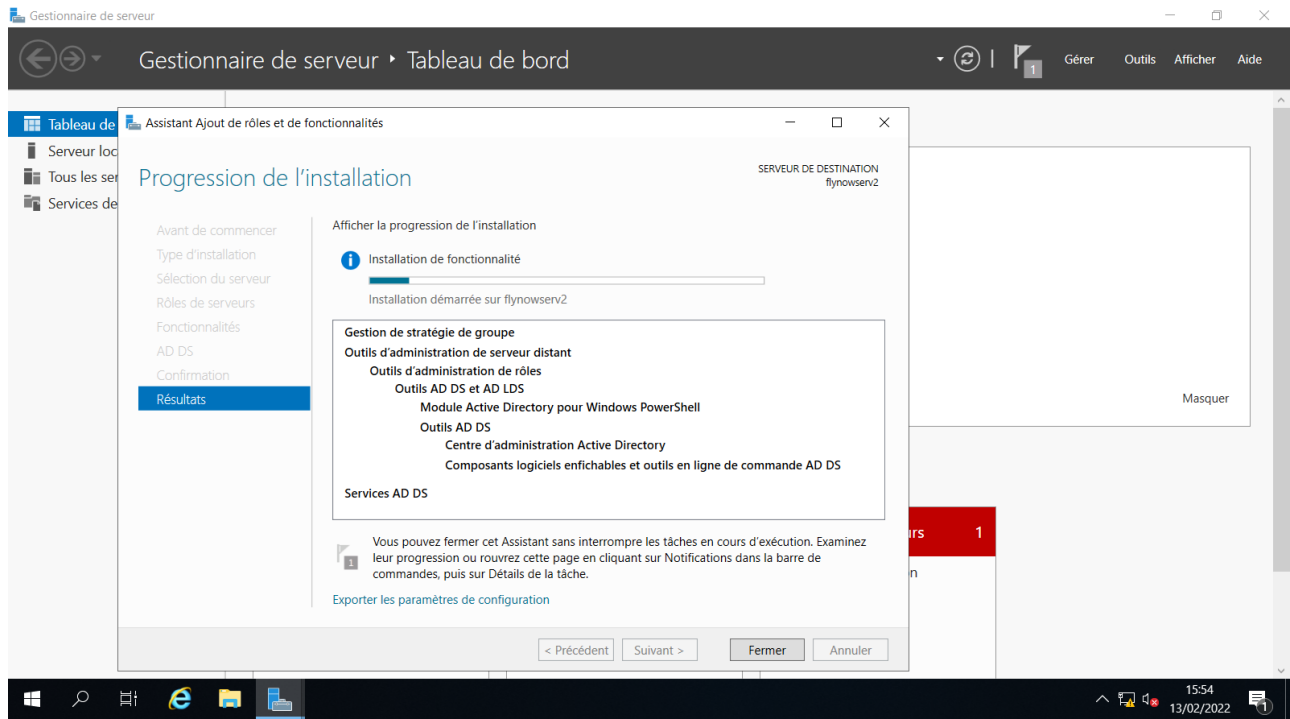 Gestionnaire de serveur
Gestionnaire de serveur
Tableau de bord
1
Gérer
Outils
Afficher
Aide
Tableau de
Serveur loc
Tous les ser
Services de
Assistant Ajout de rôles et de fonctionnalités
Progression de l'installation
SERVEUR DE DESTINATION
flynowserv2
Avant de commencer
Type d'installation
Sélection du serveur
Rôles de serveurs
Fonctionnalités
AD DS
Confirmation
Résultats
Afficher la progression de l'installation
Installation de fonctionnalité
Installation démarrée sur flynowserv2
Gestion de stratégie de groupe
Outils d'administration de serveur distant
Outils d'administration de rôles
Outils AD DS et AD LDS
Module Active Directory pour Windows PowerShell
Outils AD DS
Centre d'administration Active Directory
Composants logiciels enfichables et outils en ligne de commande AD DS
Services AD DS
1
Vous pouvez fermer cet Assistant sans interrompre les tâches en cours d'exécution. Examinez
leur progression ou rouvrez cette page en cliquant sur Notifications dans la barre de
commandes, puis sur Détails de la tâche.
Exporter les paramètres de configuration
< Précédent
Suivant >
Fermer
Annuler
Masquer
rs 1
n
15:54
13/02/2022
1